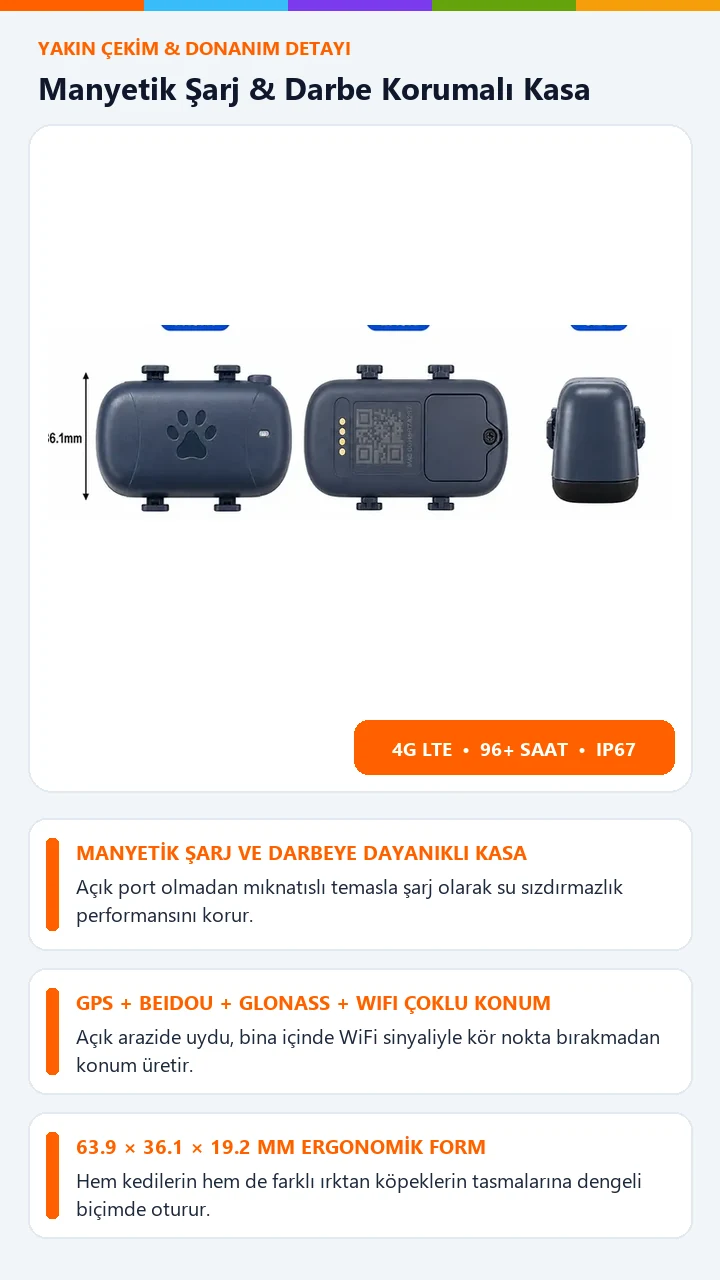 YAKIN ÇEKİM & DONANIM DETAYI
Manyetik Şarj & Darbe Korumalı Kasa
36.1mm
4G LTE • 96+ SAAT • IP67
MANYETİK ŞARJ VE DARBEYE DAYANIKLI KASA
Açık port olmadan mıknatıslı temasla şarj olarak su sızdırmazlık
performansını korur.
GPS + BEIDOU + GLONASS + WIFI ÇOKLU KONUM
Açık arazide uydu, bina içinde WiFi sinyaliyle kör nokta bırakmadan
konum üretir.
63.9 × 36.1 × 19.2 MM ERGONOMİK FORM
Hem kedilerin hem de farklı ırktan köpeklerin tasmalarına dengeli
biçimde oturur.